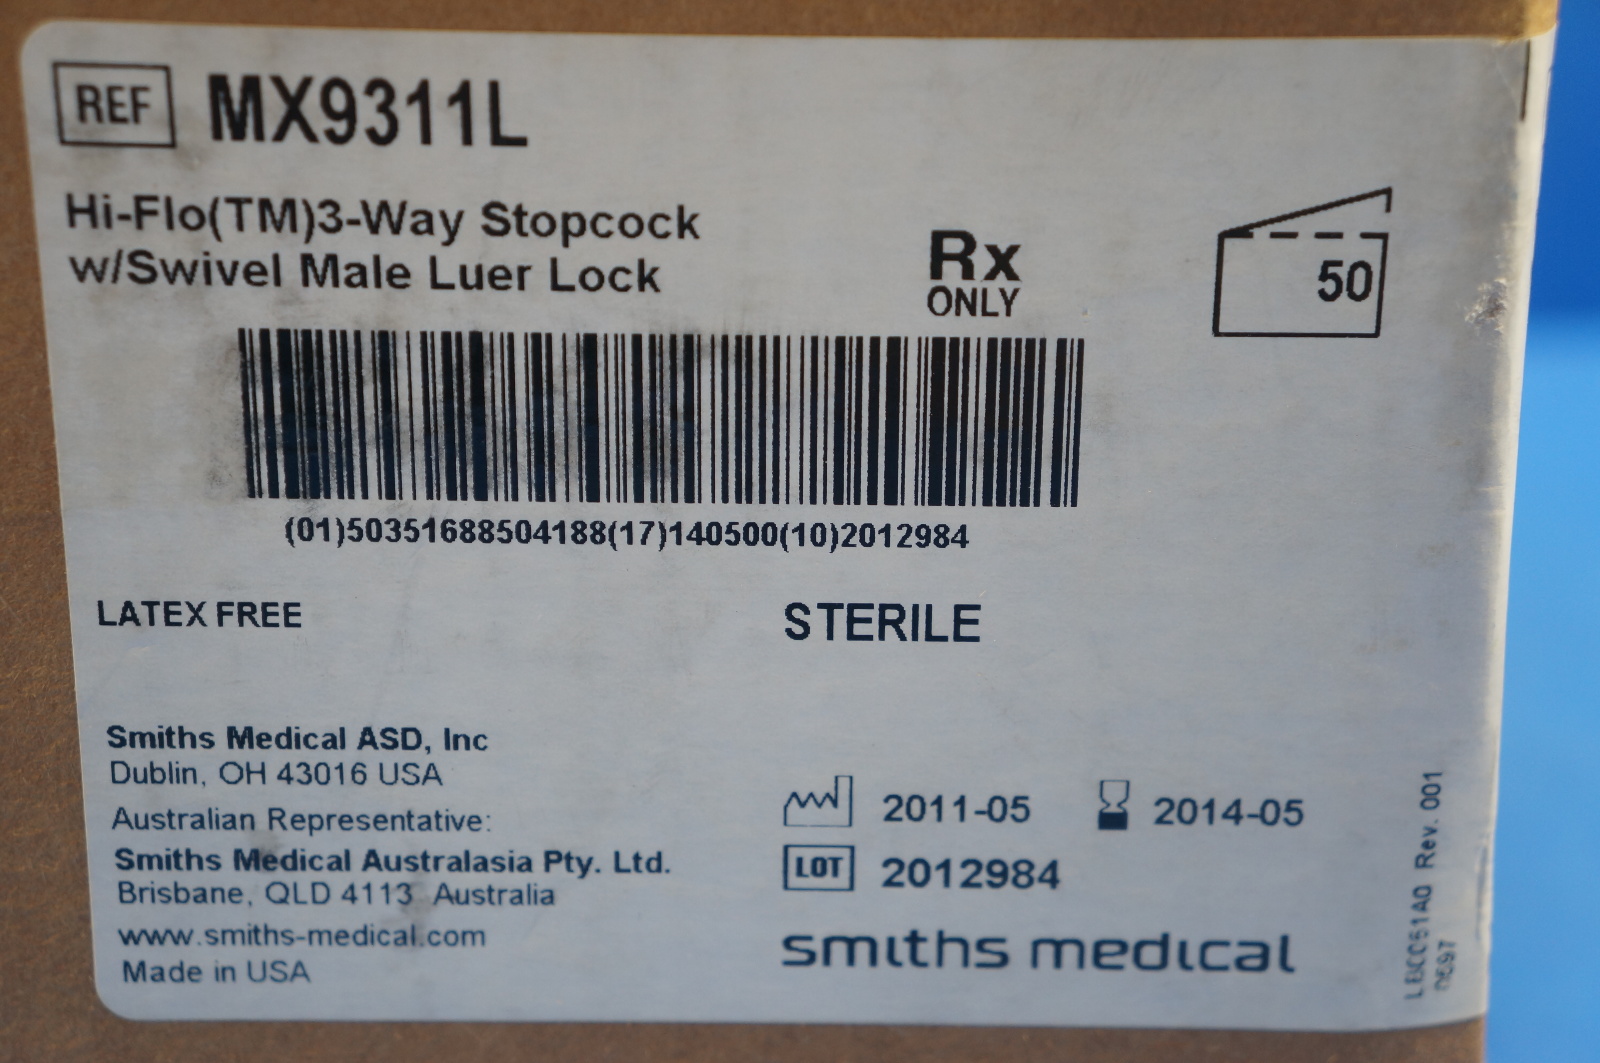 REF MX9311L
Hi-Flo(TM)3-Way Stopcock
w/Swivel Male Luer Lock
Rx
ONLY
50
(01)50351688504188(17)140500(10)2012984
LATEX FREE
STERILE
Smiths Medical ASD, Inc
Dublin, OH 43016 USA
Australian Representative:
Smiths Medical Australasia Pty. Ltd.
Brisbane, QLD 4113 Australia
www.smiths-medical.com
Made in USA
2011-05
2014-05
LOT 2012984
smiths medical
Rev. 001